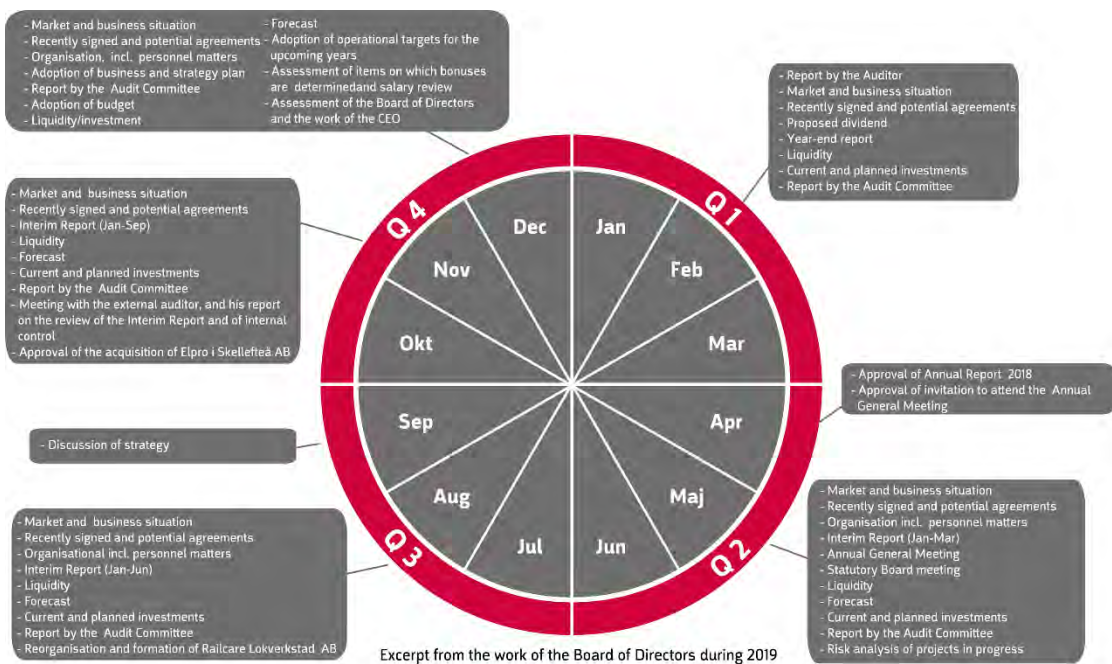 - Market and business situation
- Recently signed and potential agreements
- Organisation, incl. personnel matters
- Adoption of business and strategy plan
- Report by the Audit Committee
- Adoption of budget
- Liquidity/investment
- Forecast
- Adoption of operational targets for the
upcoming years
- Assessment of items on which bonuses
are determinedand salary review
- Assessment of the Board of Directors
and the work of the CEO
- Report by the Auditor
- Market and business situation
- Recently signed and potential agreements
- Proposed dividend
- Year-end report
- Liquidity
- Current and planned investments
- Report by the Audit Committee
- Market and business situation
- Recently signed and potential agreements
- Interim Report (Jan-Sep)
- Liquidity
- Forecast
- Current and planned investments
- Report by the Audit Committee
- Meeting with the external auditor, and his report
on the review of the Interim Report and of internal
control
- Approval of the acquisition of Elpro i Skellefteå AB
Q4
Q1
Dec
Jan
Nov
Feb
Okt
Mar
- Approval of Annual Report 2018
- Approval of invitation to attend the Annual
General Meeting
- Discussion of strategy
Sep
Apr
Aug
Maj
Jul
Jun
Q3
Q2
- Market and business situation
- Recently signed and potential agreements
- Organisational incl. personnel matters
- Interim Report (Jan-Jun)
- Liquidity
- Forecast
- Current and planned investments
- Report by the Audit Committee
- Reorganisation and formation of Railcare Lokverkstad AB
- Market and business situation
- Recently signed and potential agreements
- Organisation incl. personnel matters
- Interim Report (Jan-Mar)
- Annual General Meeting
- Statutory Board meeting
- Liquidity
- Forecast
- Current and planned investments
- Report by the Audit Committee
- Risk analysis of projects in progress
Excerpt from the work of the Board of Directors during 2019